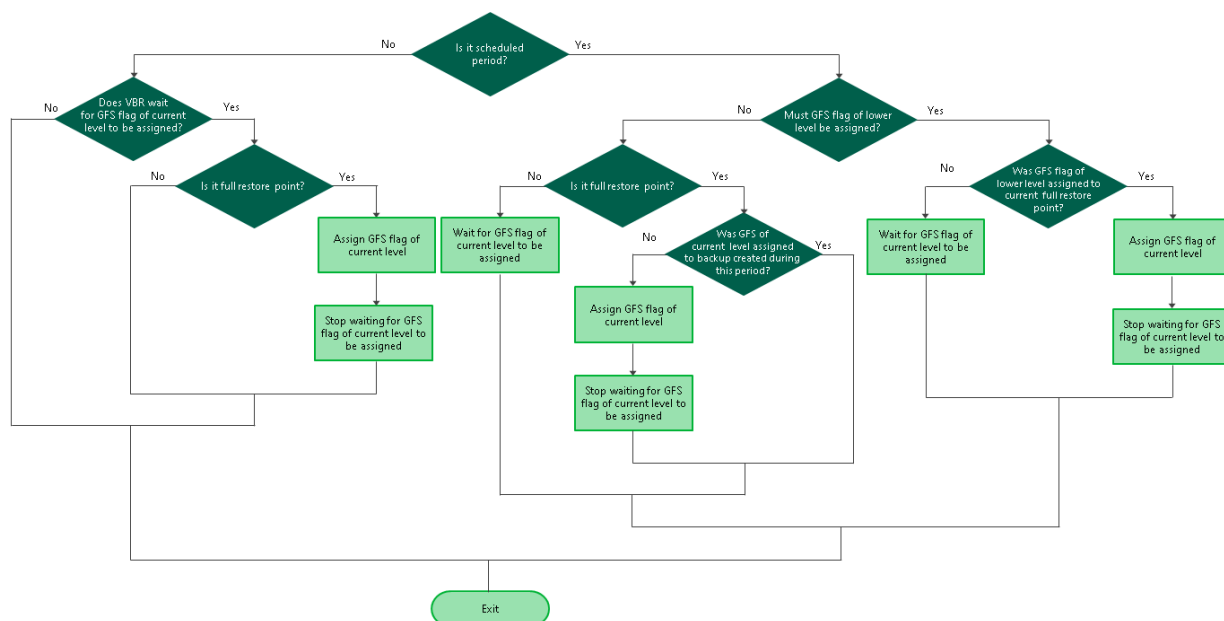 Is it scheduled
period?
No
Yes
Does VBR wait
for GFS flag of current
level to be assigned?
No
Yes
Must GFS flag of lower
level be assigned?
No
Yes
Is it full restore point?
No
Yes
Is it full restore point?
No
Yes
Was GFS flag of
lower level assigned to
current full restore
point?
No
Yes
Assign GFS flag of
current level
Stop waiting for GFS
flag of current level to
be assigned
Wait for GFS flag of
current level to be
assigned
Was GFS of
current level assigned
to backup created during
this period?
No
Yes
Assign GFS flag of
current level
Stop waiting for GFS
flag of current level to
be assigned
Wait for GFS flag of
current level to be
assigned
Assign GFS flag of
current level
Stop waiting for GFS
flag of current level to
be assigned
Exit